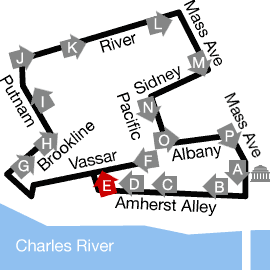 L
Mass Ave
K
River
J
M
Sidney
Putnam
I
N
Pacific
Mass Ave
H
Brookline
O
P
Albany
G
Vassar
F
A
E
D
C
B
Amherst Alley
Charles River